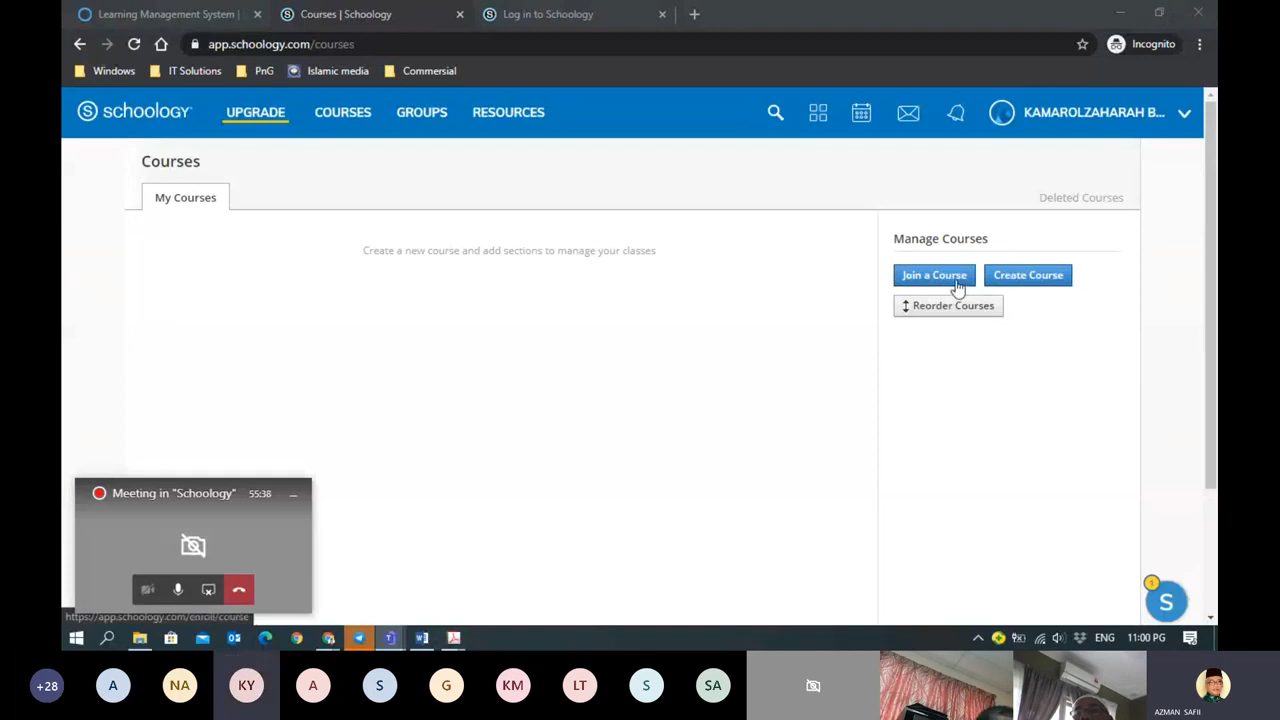 Learning Management System |
Courses | Schoology
Log in to Schoology
app.schoology.com/courses
Incognito
Windows
IT Solutions
PnG
Islamic media
Commersial
schoology
UPGRADE
COURSES
GROUPS
RESOURCES
KAMAROLZAHARAH B...
Courses
My Courses
Deleted Courses
Create a new course and add sections to manage your classes
Manage Courses
Join a Course
Create Course
Reorder Courses
Meeting in "Schoology"
55:38
1
S
https://app.schoology.com/enroll/course
ENG
11:00 PG
+28
A
NA
KY
A
S
G
KM
LT
S
SA
AZMAN SAFII